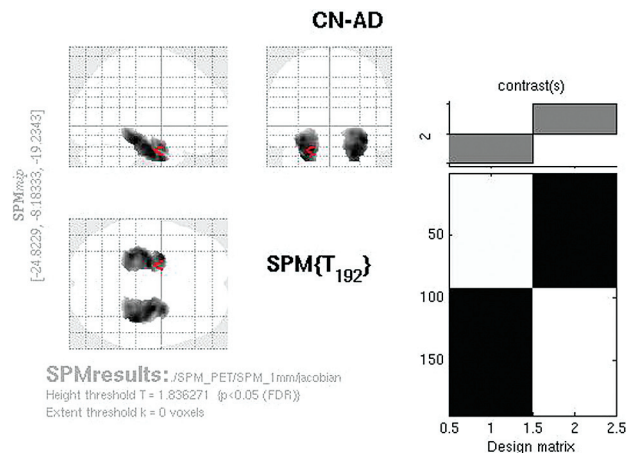 CN-AD
SPMmip
[-24.8229, -8.18333, -19.2343]
SPM{T192}
SPMresults:./SPM_PET/SPM_1mm/jacobian
Height threshold T = 1.836271 (p<0.05 (FDR))
Extent threshold k = 0 voxels
contrast(s)
2
50
100
150
0.5 1 1.5 2 2.5
Design matrix